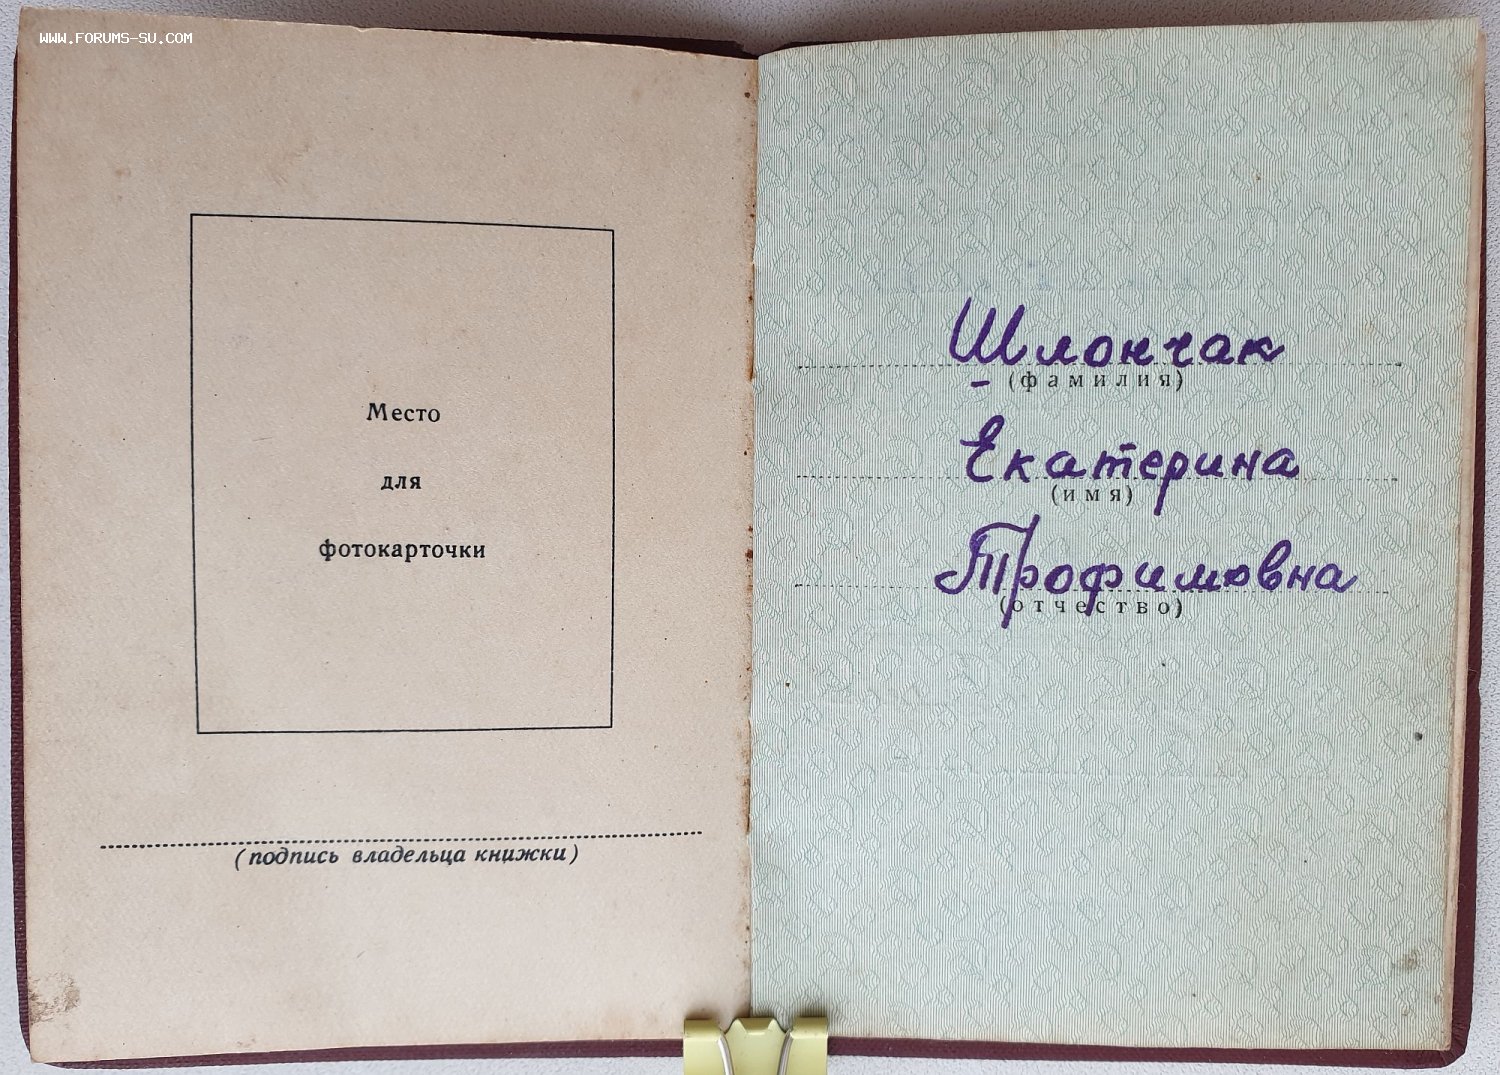 WWW.FORUMS-SU.COM
Место
для
фотокарточки
(подпись владельца книжки)
Шлончак
(фамилия)
Екатерина
(имя)
Трофимовна
(отчество)